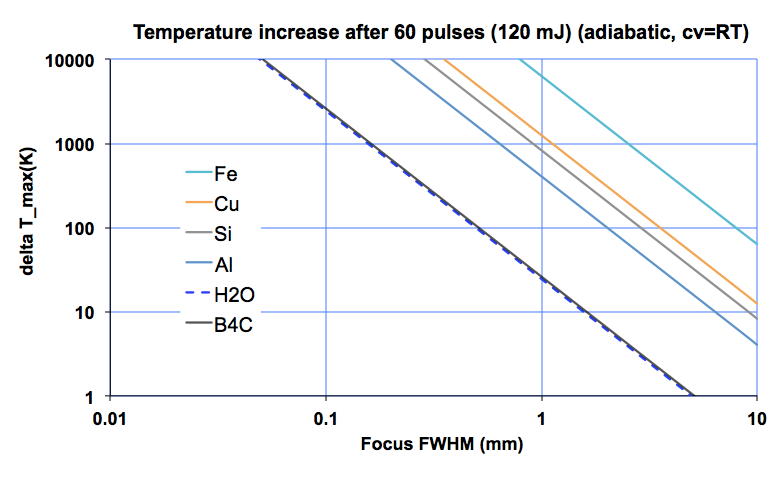 Temperature increase after 60 pulses (120 mJ) (adiabatic, cv=RT)
10000
1000
100
10
1
delta T_max(K)
Fe
Cu
Si
Al
H2O
B4C
0.01
0.1
1
10
Focus FWHM (mm)